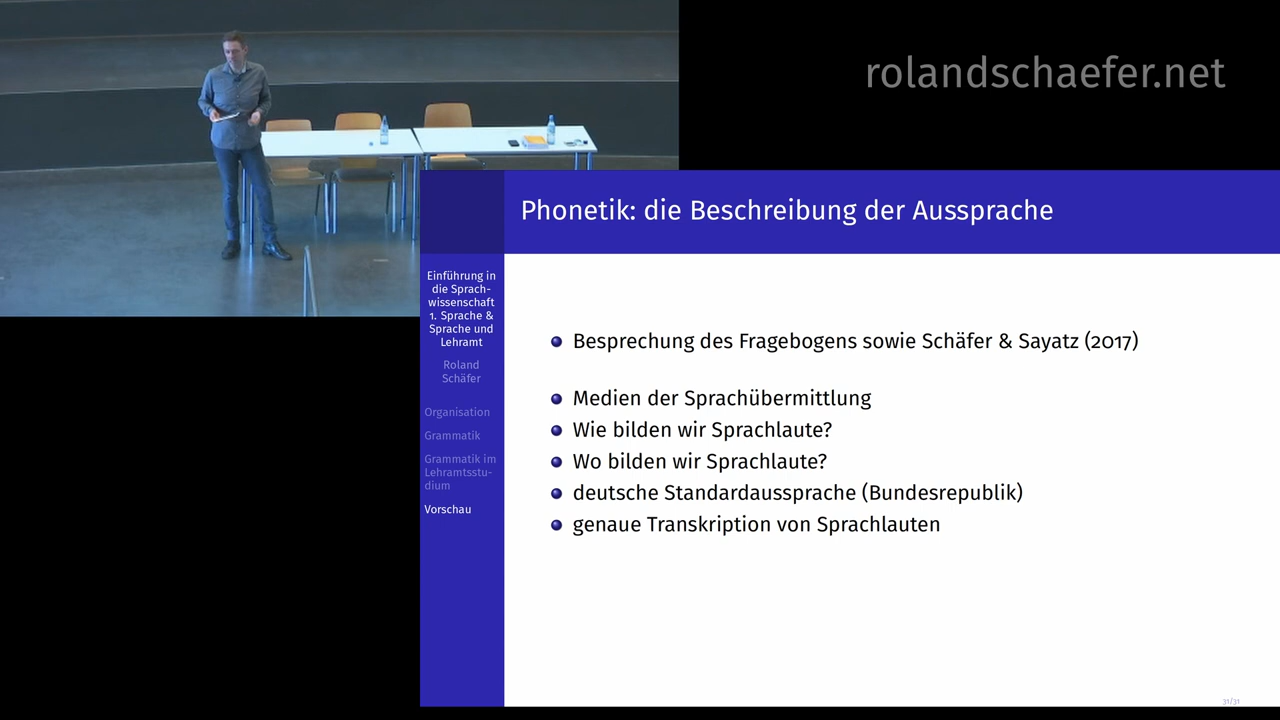 rolandschaefer.net
Phonetik: die Beschreibung der Aussprache
Einführung in
die Sprach-
wissenschaft
1. Sprache &
Sprache und
Lehramt
Roland
Schäfer
Organisation
Grammatik
Grammatik im
Lehramtsstu-
dium
Vorschau
Besprechung des Fragebogens sowie Schäfer & Sayatz (2017)
Medien der Sprachübermittlung
Wie bilden wir Sprachlaute?
Wo bilden wir Sprachlaute?
deutsche Standardaussprache (Bundesrepublik)
genaue Transkription von Sprachlauten
31/31